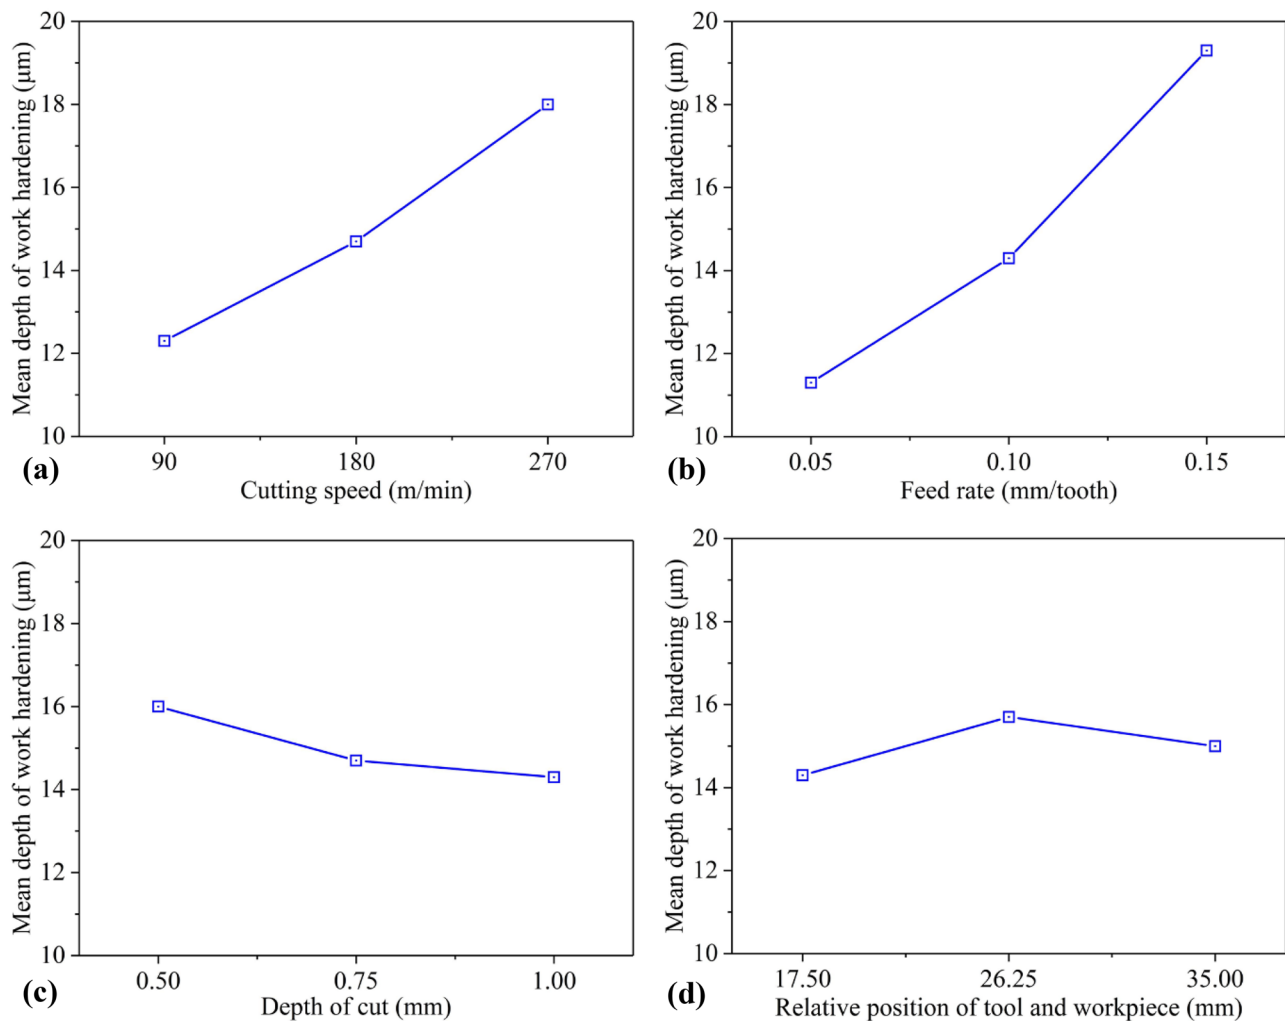 20
18
16
14
12
10
Mean depth of work hardening (μm)
90 180 270
Cutting speed (m/min)
(a)
20
18
16
14
12
10
Mean depth of work hardening (μm)
0.05 0.10 0.15
Feed rate (mm/tooth)
(b)
20
18
16
14
12
10
Mean depth of work hardening (μm)
0.50 0.75 1.00
Depth of cut (mm)
(c)
20
18
16
14
12
10
Mean depth of work hardening (μm)
17.50 26.25 35.00
Relative position of tool and workpiece (mm)
(d)